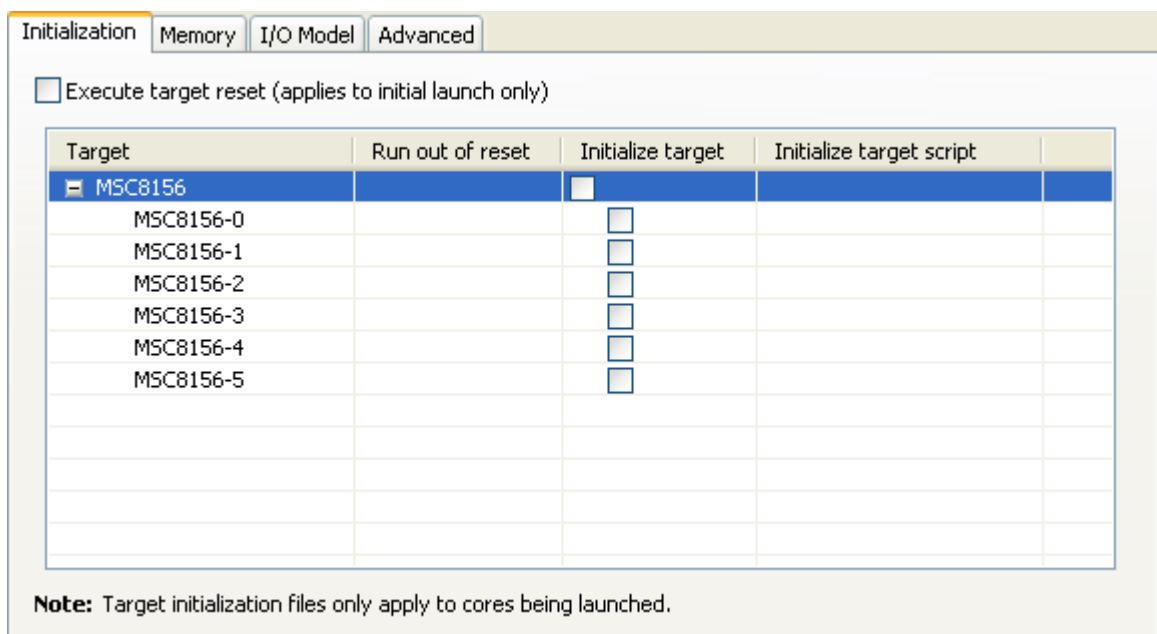 Initialization Memory I/O Model Advanced
Execute target reset (applies to initial launch only)
Target Run out of reset Initialize target Initialize target script
MSC8156
MSC8156-0
MSC8156-1
MSC8156-2
MSC8156-3
MSC8156-4
MSC8156-5
Note: Target initialization files only apply to cores being launched.